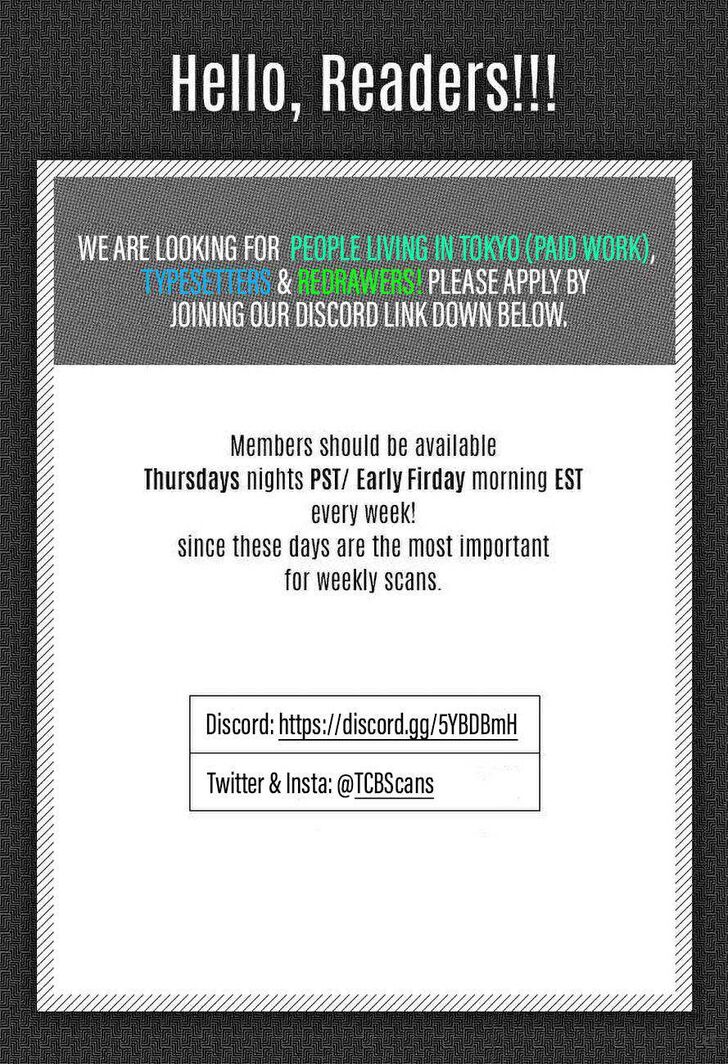 Hello, Readers!!!
WE ARE LOOKING FOR PEOPLE LIVING IN TOKYO (PAID WORK),
TYPESETTERS & REDRAWERS! PLEASE APPLY BY
JOINING OUR DISCORD LINK DOWN BELOW.
Members should be available
Thursdays nights PST/ Early Firday morning EST
every week!
since these days are the most important
for weekly scans.
Discord: https://discord.gg/5YBDBmH
Twitter & Insta: @TCBScans